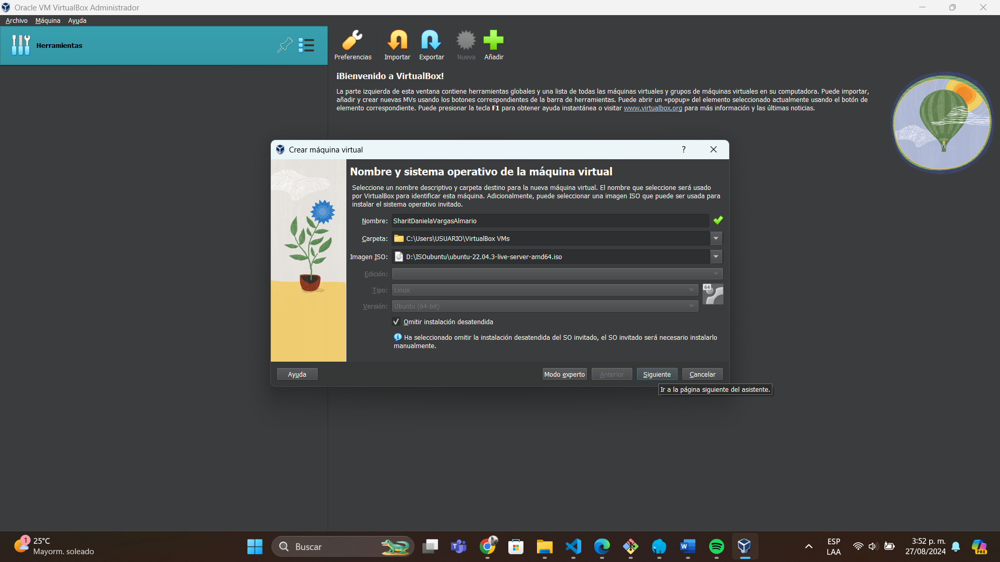 Oracle VM VirtualBox Administrador
Archivo Máquina Ayuda
Herramientas
Preferencias Importar Exportar Nueva Añadir
¡Bienvenido a VirtualBox!
La parte izquierda de esta ventana contiene herramientas globales y una lista de todas las máquinas virtuales y grupos de máquinas virtuales en su computadora. Puede importar,
añadir y crear nuevas MVs usando los botones correspondientes de la barra de herramientas. Puede abrir un «popup» del elemento seleccionado actualmente usando el botón de
elemento correspondiente. Puede presionar la tecla F1 para obtener ayuda instantánea o visitar www.virtualbox.org para más información y las últimas noticias.
Crear máquina virtual
?
Nombre y sistema operativo de la máquina virtual
Seleccione un nombre descriptivo y carpeta destino para la nueva máquina virtual. El nombre que seleccione será usado
por VirtualBox para identificar esta máquina. Adicionalmente, puede seleccionar una imagen ISO que puede ser usada para
instalar el sistema operativo invitado.
Nombre: SharitDanielaVargasAlmario
Carpeta: C:\Users\USUARIO\VirtualBox VMs
Imagen ISO: D:\ISOubuntu\ubuntu-22.04.3-live-server-amd64.iso
Edición:
Tipo: Linux
64
Versión: Ubuntu (64-bit)
Omitir instalación desatendida
Ha seleccionado omitir la instalación desatendida del SO invitado, el SO invitado será necesario instalarlo
manualmente.
Ayuda Modo experto Anterior Siguiente Cancelar
Ir a la página siguiente del asistente.
1
25°C
Mayorm. soleado
Buscar
ESP
LAA
3:52 p. m.
27/08/2024
PRE